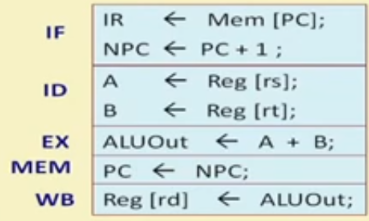 IF IR ← Mem [PC];
NPC ← PC + 1 ;
ID A ← Reg [rs];
B ← Reg [rt];
EX ALUOut ← A + B;
MEM PC ← NPC;
WB Reg [rd] ← ALUOut;